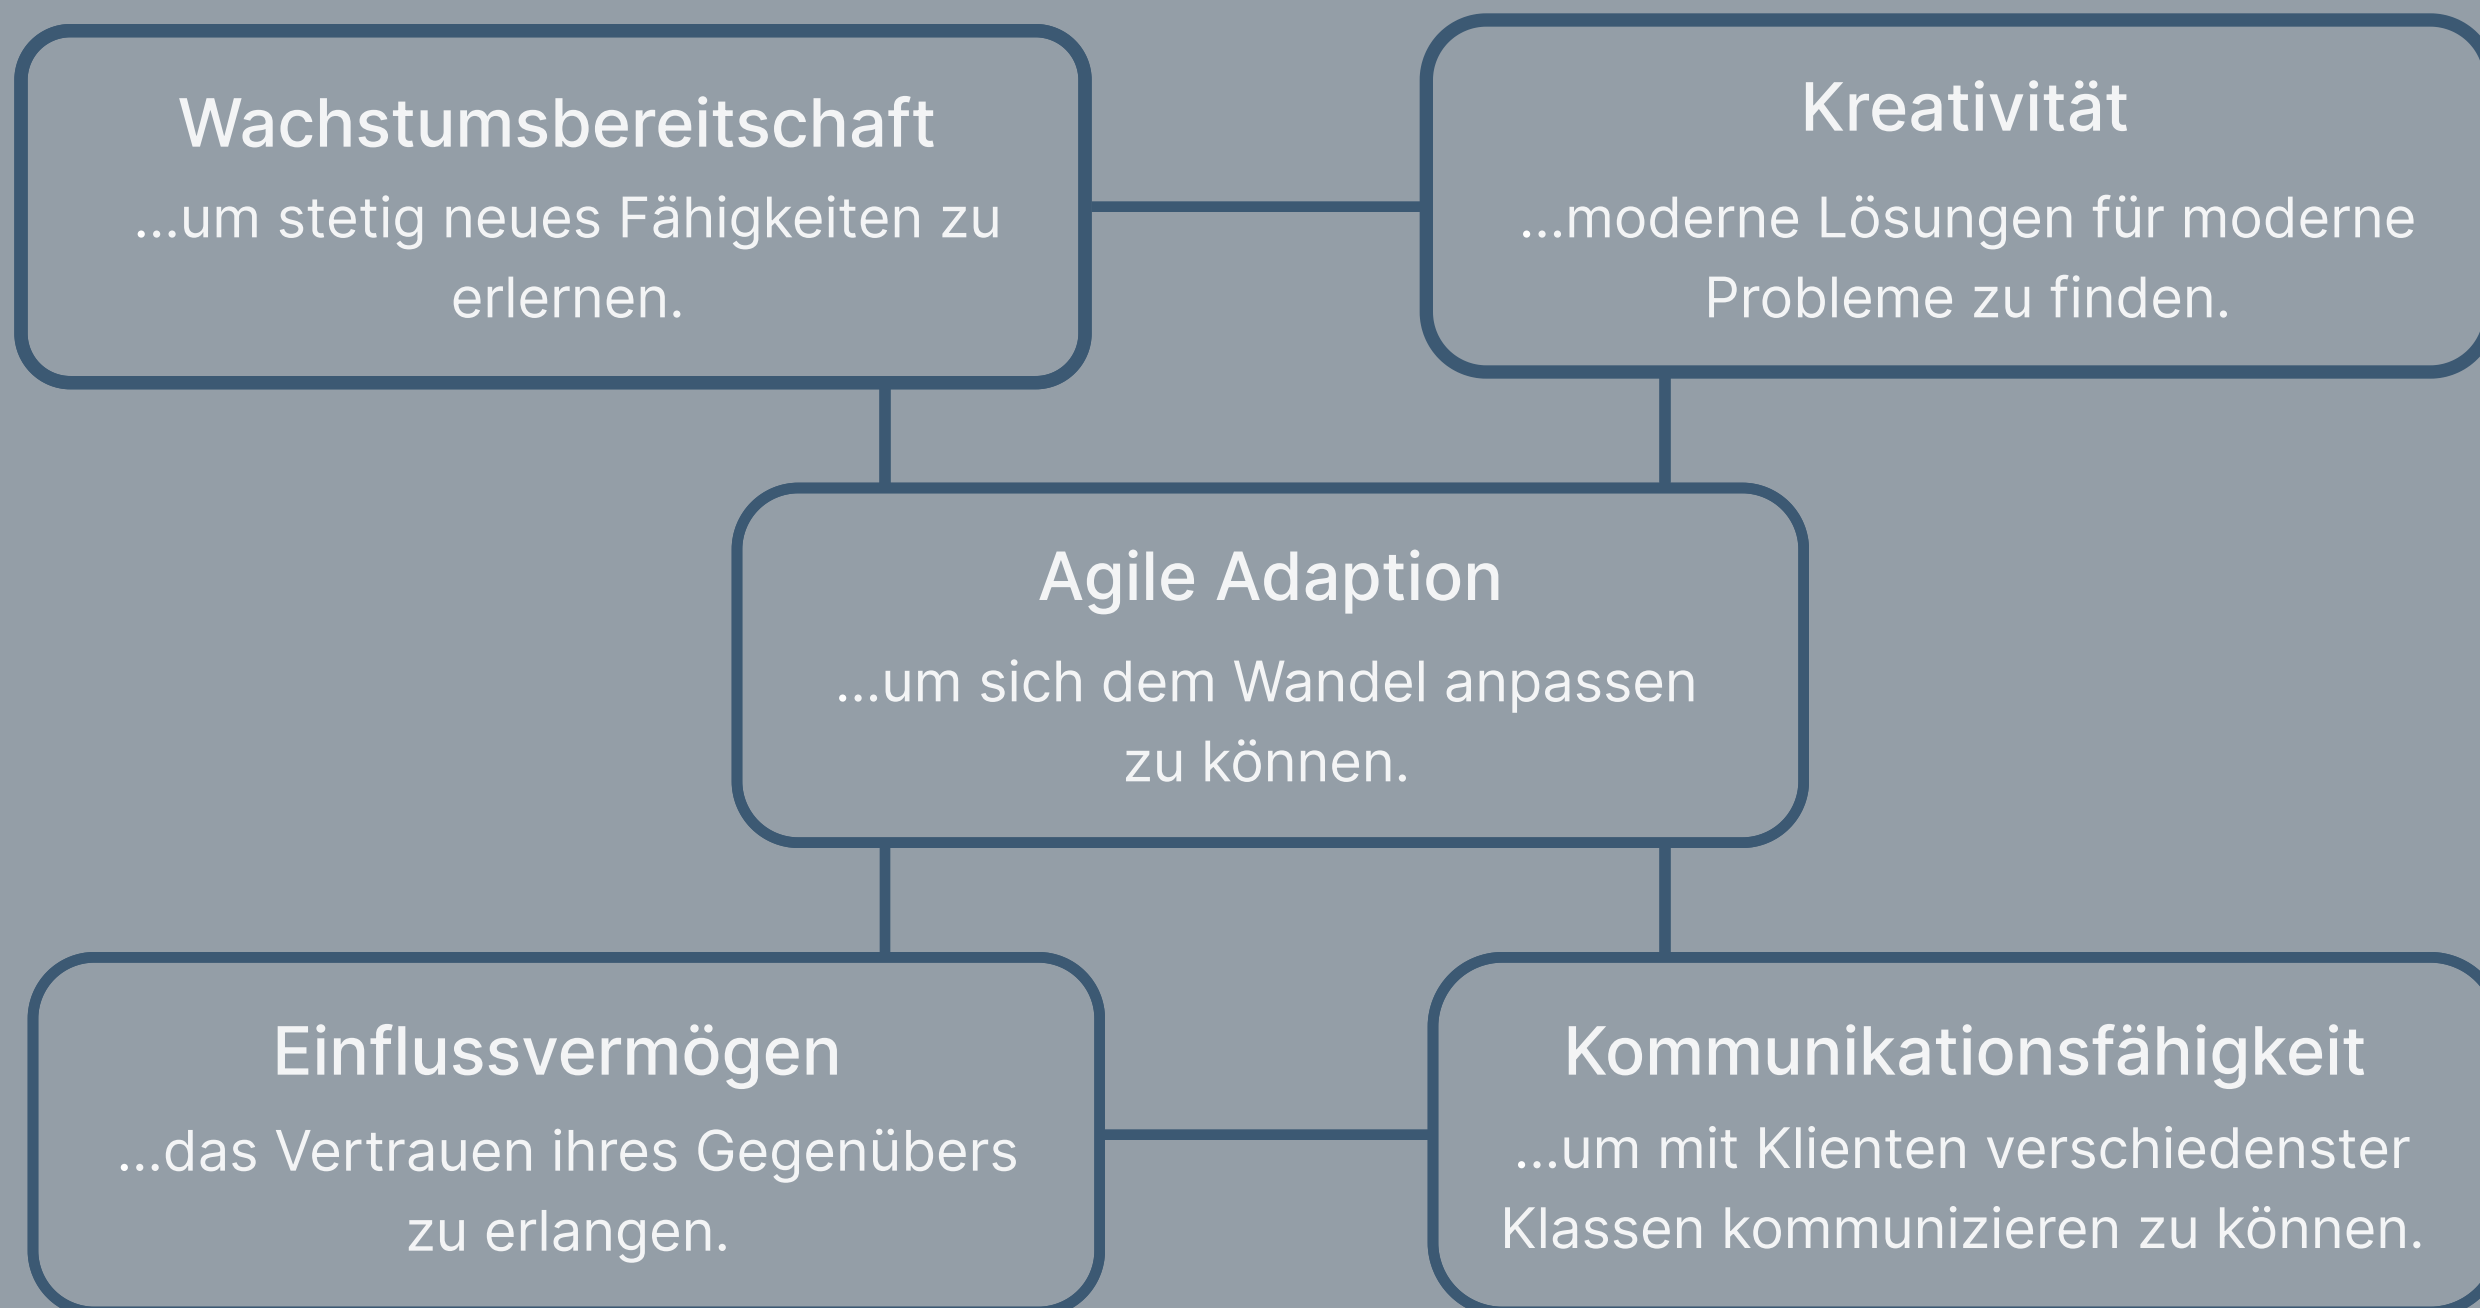 Wachstumsbereitschaft
...um stetig neues Fähigkeiten zu
erlernen.
Kreativität
...moderne Lösungen für moderne
Probleme zu finden.
Agile Adaption
...um sich dem Wandel anpassen
zu können.
Einflussvermögen
...das Vertrauen ihres Gegenübers
zu erlangen.
Kommunikationsfähigkeit
...um mit Klienten verschiedenster
Klassen kommunizieren zu können.